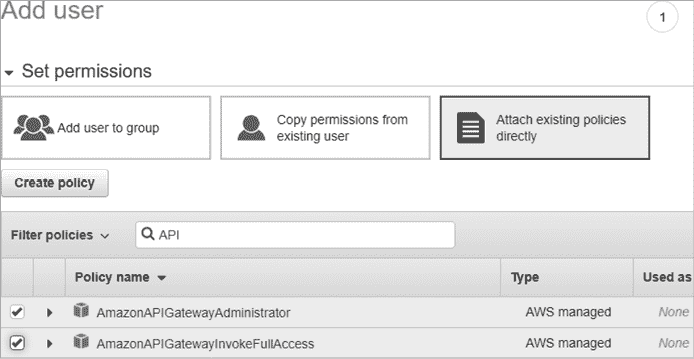 Add user
1
Set permissions
Add user to group
Copy permissions from
existing user
Attach existing policies
directly
Create policy
Filter policies
API
Policy name Type Used as
AmazonAPIGatewayAdministrator AWS managed None
AmazonAPIGatewayInvokeFullAccess AWS managed None